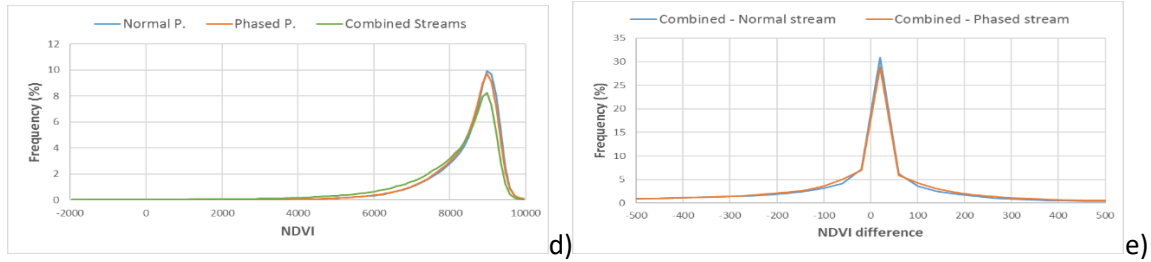 Normal P. Phased P. Combined Streams
12
10
8
6
4
2
0
Frequency (%)
-2000 0 2000 4000 6000 8000 10000
NDVI
d)
Combined - Normal stream Combined - Phased stream
35
30
25
20
15
10
5
0
Frequency (%)
-500 -400 -300 -200 -100 0 100 200 300 400 500
NDVI difference
e)